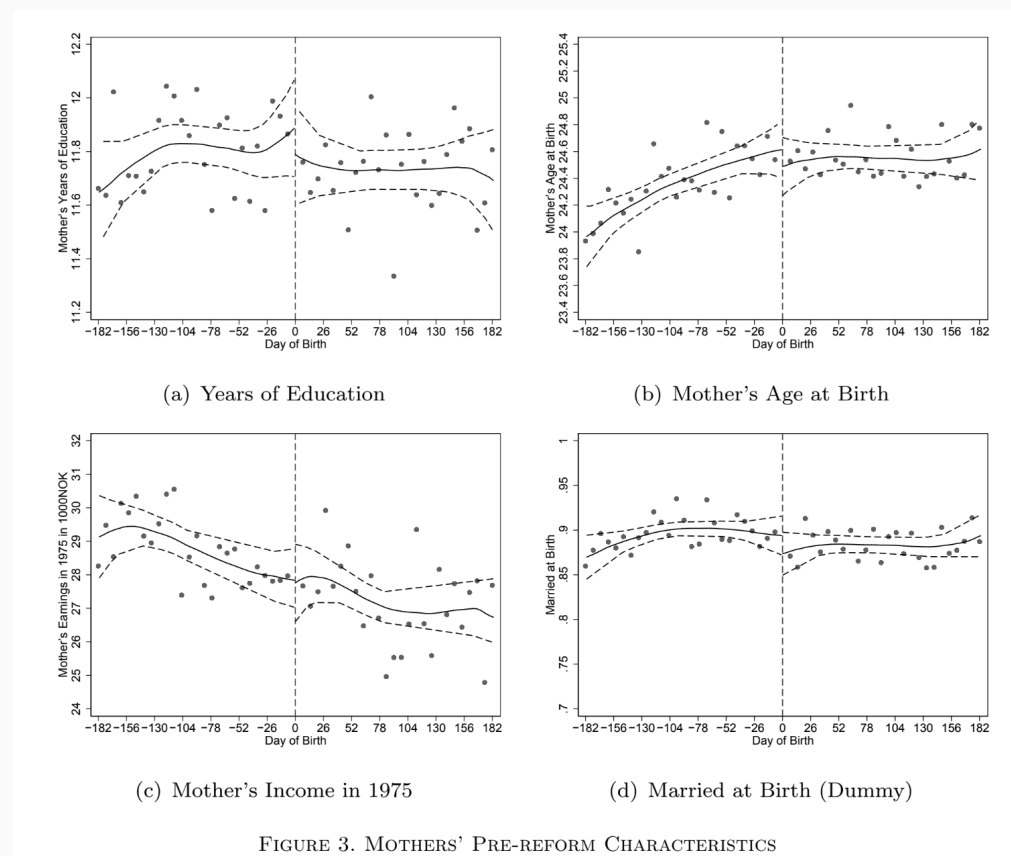 Mother's Years of Education
12.2
12
11.8
11.6
11.4
11.2
−182 −156 −130 −104 −78 −52 −26 0 26 52 78 104 130 156 182
Day of Birth
(a) Years of Education
Mother's Age at Birth
25.4
25.2
25
24.8
24.6
24.4
24.2
24
23.8
23.6
23.4
−182 −156 −130 −104 −78 −52 −26 0 26 52 78 104 130 156 182
Day of Birth
(b) Mother's Age at Birth
Mother's Earnings in 1975 in 1000NOK
32
31
30
29
28
27
26
25
24
−182 −156 −130 −104 −78 −52 −26 0 26 52 78 104 130 156 182
Day of Birth
(c) Mother's Income in 1975
Married at Birth
1
.95
.9
.85
.8
.75
.7
−182 −156 −130 −104 −78 −52 −26 0 26 52 78 104 130 156 182
Day of Birth
(d) Married at Birth (Dummy)
Figure 3. Mothers' Pre-reform Characteristics